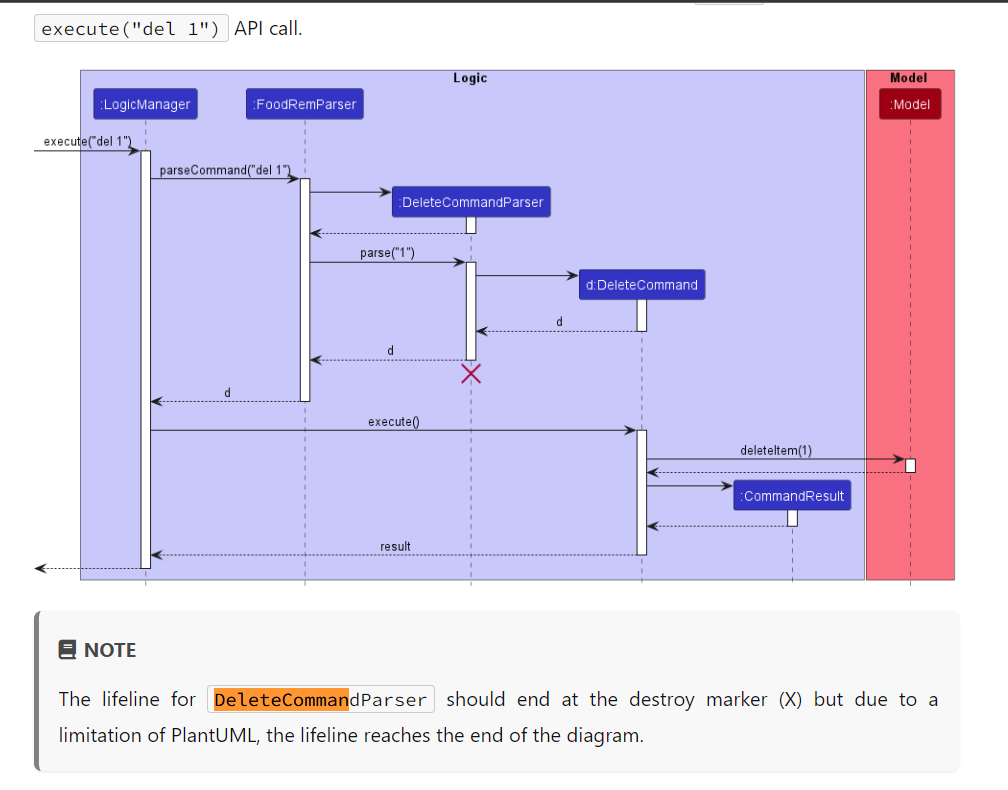 execute("del 1") API call.
Logic
Model
:LogicManager
:FoodRemParser
:Model
execute("del 1")
parseCommand("del 1")
:DeleteCommandParser
parse("1")
d:DeleteCommand
d
d
d
execute()
deleteItem(1)
:CommandResult
result
NOTE
The lifeline for DeleteCommandParser should end at the destroy marker (X) but due to a
limitation of PlantUML, the lifeline reaches the end of the diagram.